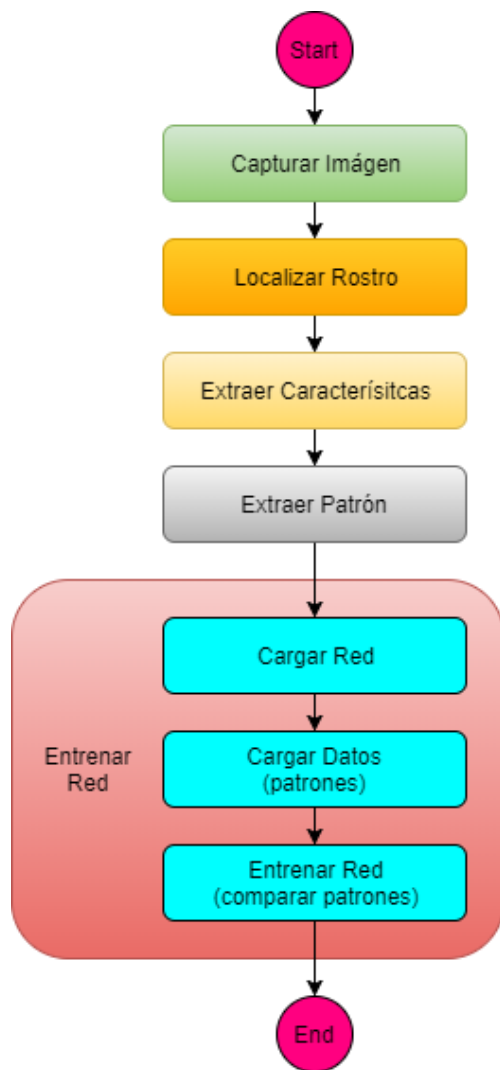 Start
Capturar Imágen
Localizar Rostro
Extraer Caracterísitcas
Extraer Patrón
Cargar Red
Entrenar
Red
Cargar Datos
(patrones)
Entrenar Red
(comparar patrones)
End